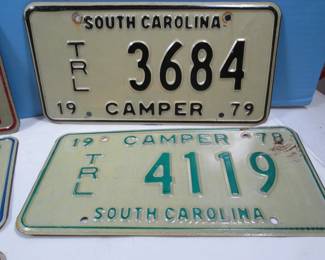 SOUTH CAROLINA
TRL 3684
19 CAMPER 79
19 CAMPER 78
TRL 4119
SOUTH CAROLINA